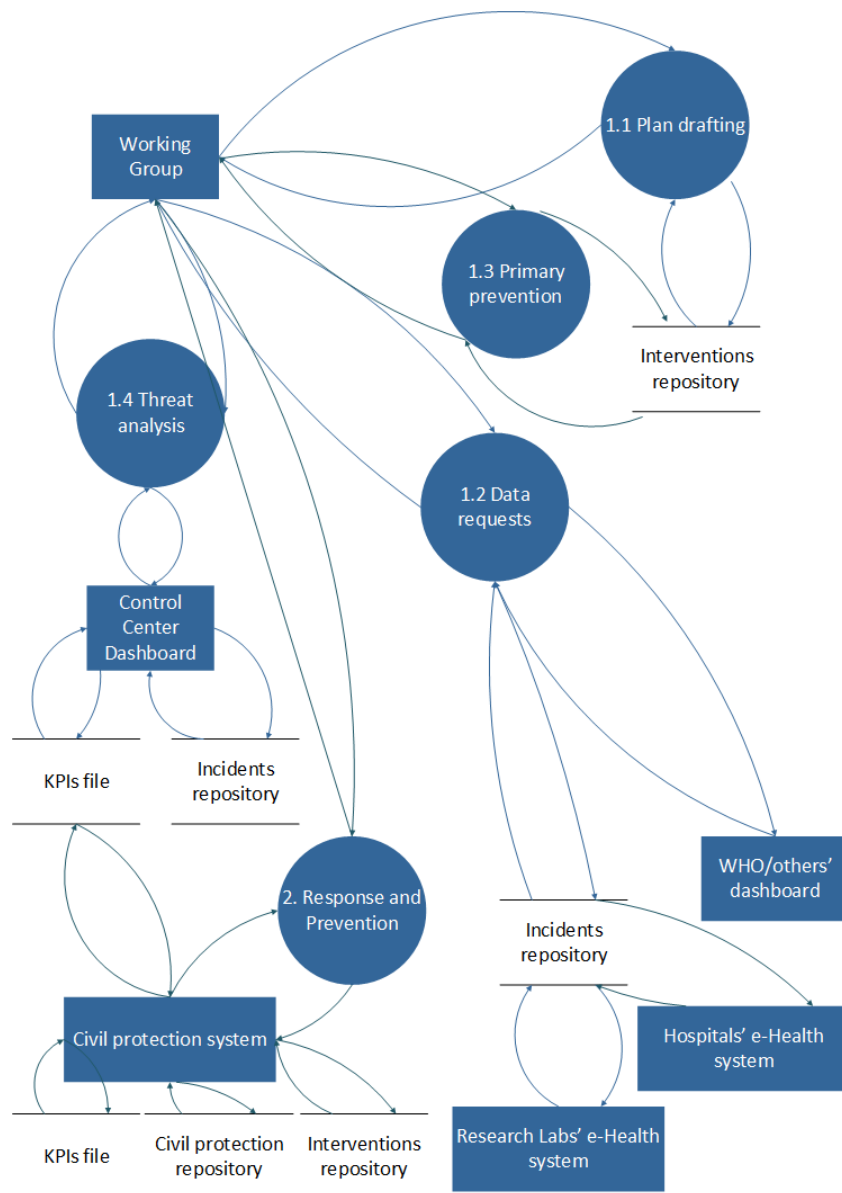 1.1 Plan drafting
Working
Group
1.3 Primary
prevention
Interventions
repository
1.4 Threat
analysis
1.2 Data
requests
Control
Center
Dashboard
KPIs file
Incidents
repository
WHO/others’
dashboard
2. Response and
Prevention
Incidents
repository
Civil protection system
Hospitals’ e-Health
system
KPIs file
Civil protection
repository
Interventions
repository
Research Labs’ e-Health
system